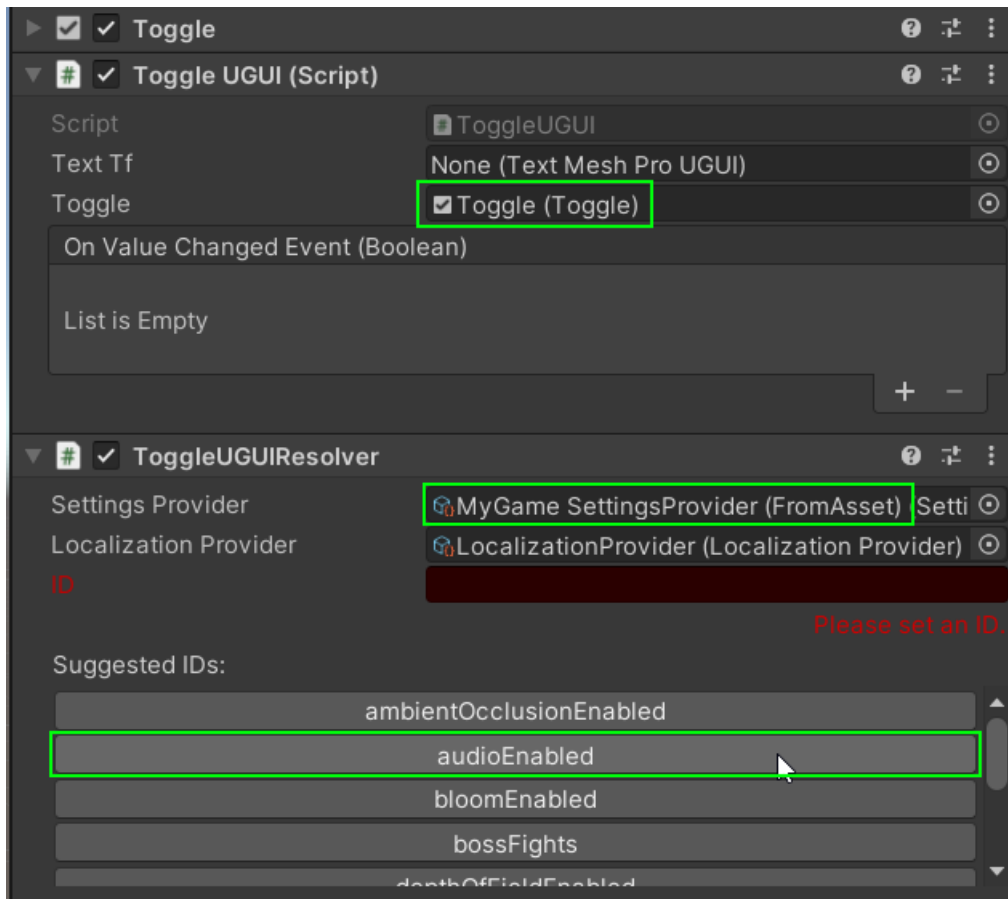 Toggle
Toggle UGUI (Script)
Script ToggleUGUI
Text Tf None (Text Mesh Pro UGUI)
Toggle Toggle (Toggle)
On Value Changed Event (Boolean)
List is Empty
+ −
ToggleUGUIResolver
Settings Provider MyGame SettingsProvider (FromAsset) (Setti
Localization Provider LocalizationProvider (Localization Provider)
ID
Please set an ID.
Suggested IDs:
ambientOcclusionEnabled
audioEnabled
bloomEnabled
bossFights
depthOfFieldEnabled